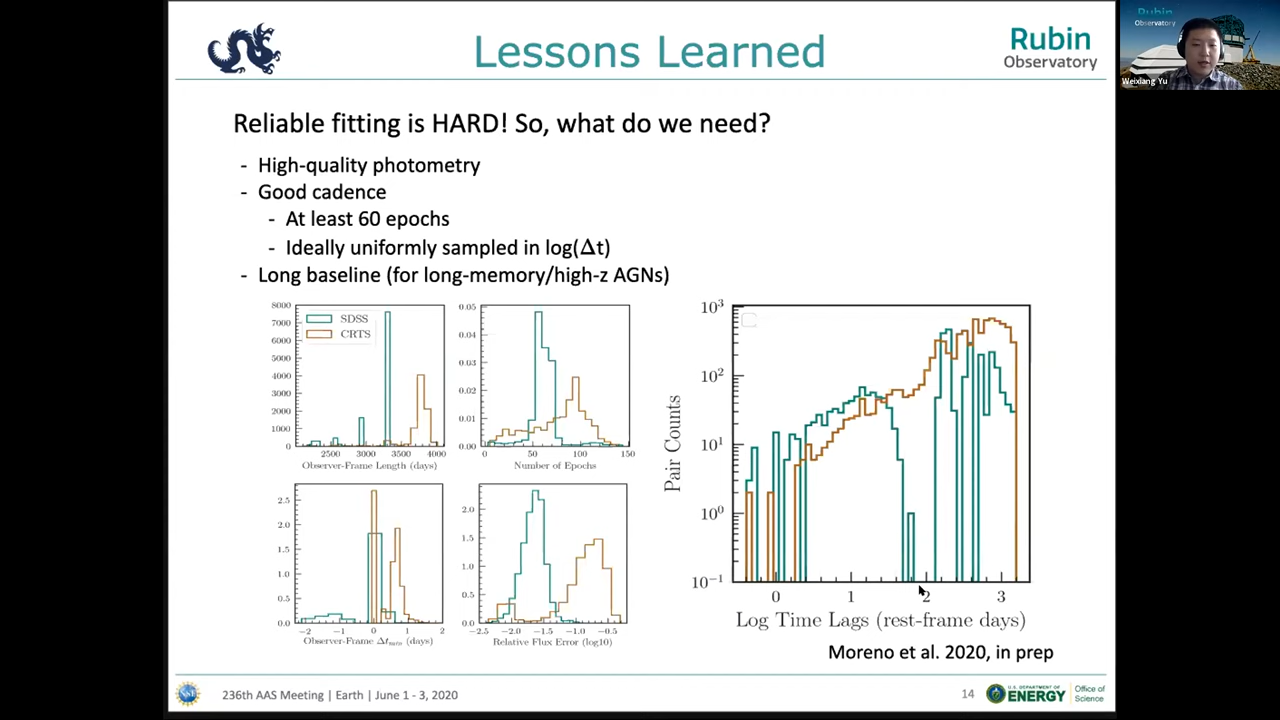 Lessons Learned
Rubin
Observatory
Rubin
Observatory
Weixiang Yu
Reliable fitting is HARD! So, what do we need?
- High-quality photometry
- Good cadence
- At least 60 epochs
- Ideally uniformly sampled in log(Δt)
- Long baseline (for long-memory/high-z AGNs)
8000
7000
6000
5000
4000
3000
2000
1000
0
SDSS
CRTS
2500 3000 3500 4000
Observer-Frame Length (days)
0.05
0.04
0.03
0.02
0.01
0.00
0 50 100 150
Number of Epochs
2.5
2.0
1.5
1.0
0.5
0.0
−2 −1 0 1 2
Observer-Frame Δt_min (days)
2.0
1.5
1.0
0.5
0.0
−2.5 −2.0 −1.5 −1.0 −0.5
Relative Flux Error (log10)
10³
10²
10¹
10⁰
10⁻¹
Pair Counts
0 1 2 3
Log Time Lags (rest-frame days)
Moreno et al. 2020, in prep
NSF
236th AAS Meeting | Earth | June 1 - 3, 2020
14
U.S. DEPARTMENT OF
ENERGY
Office of
Science